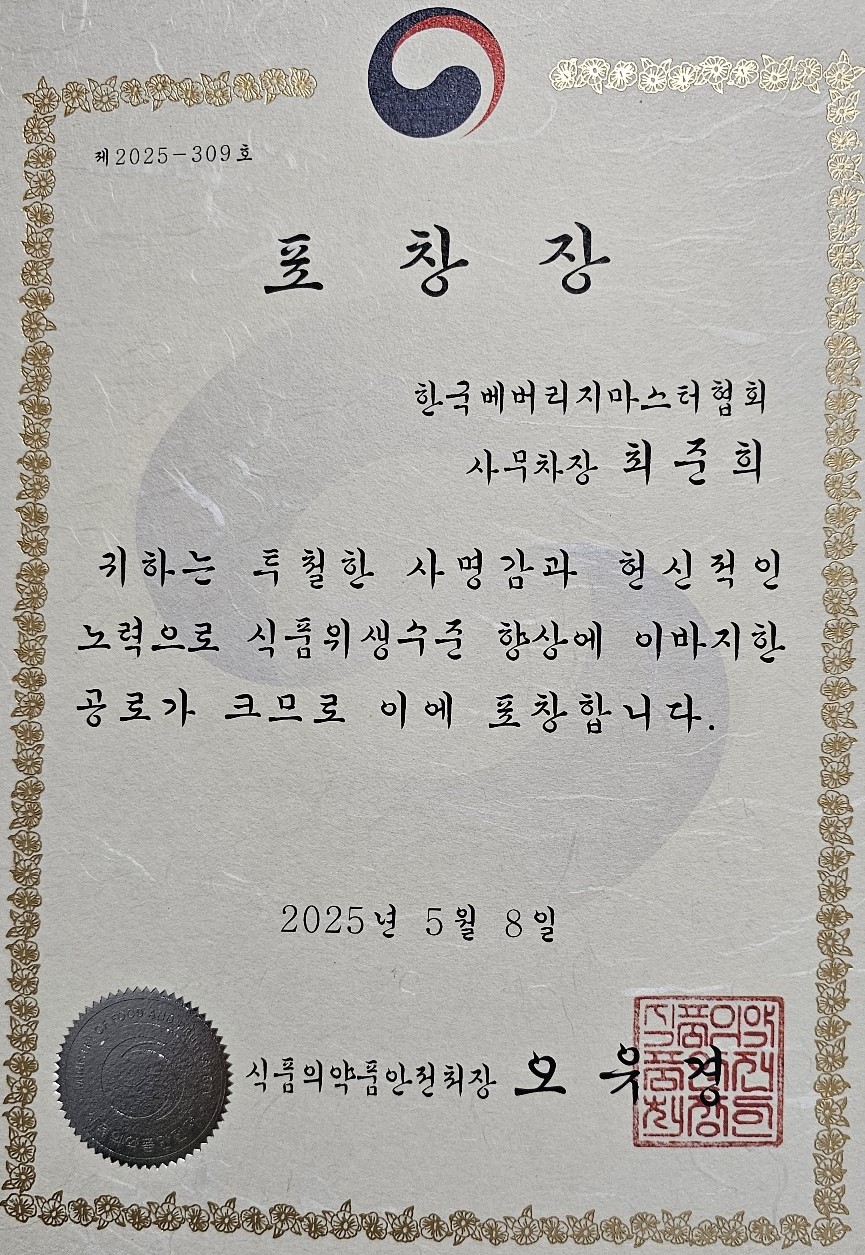 제2025-309호
포 창 장
한국베버리지마스터협회
사무차장 최 준 희
귀하는 투철한 사명감과 헌신적인
노력으로 식품위생수준 향상에 이바지한
공로가 크므로 이에 포창합니다.
2025년 5월 8일
식품의약품안전처장 오 유 경